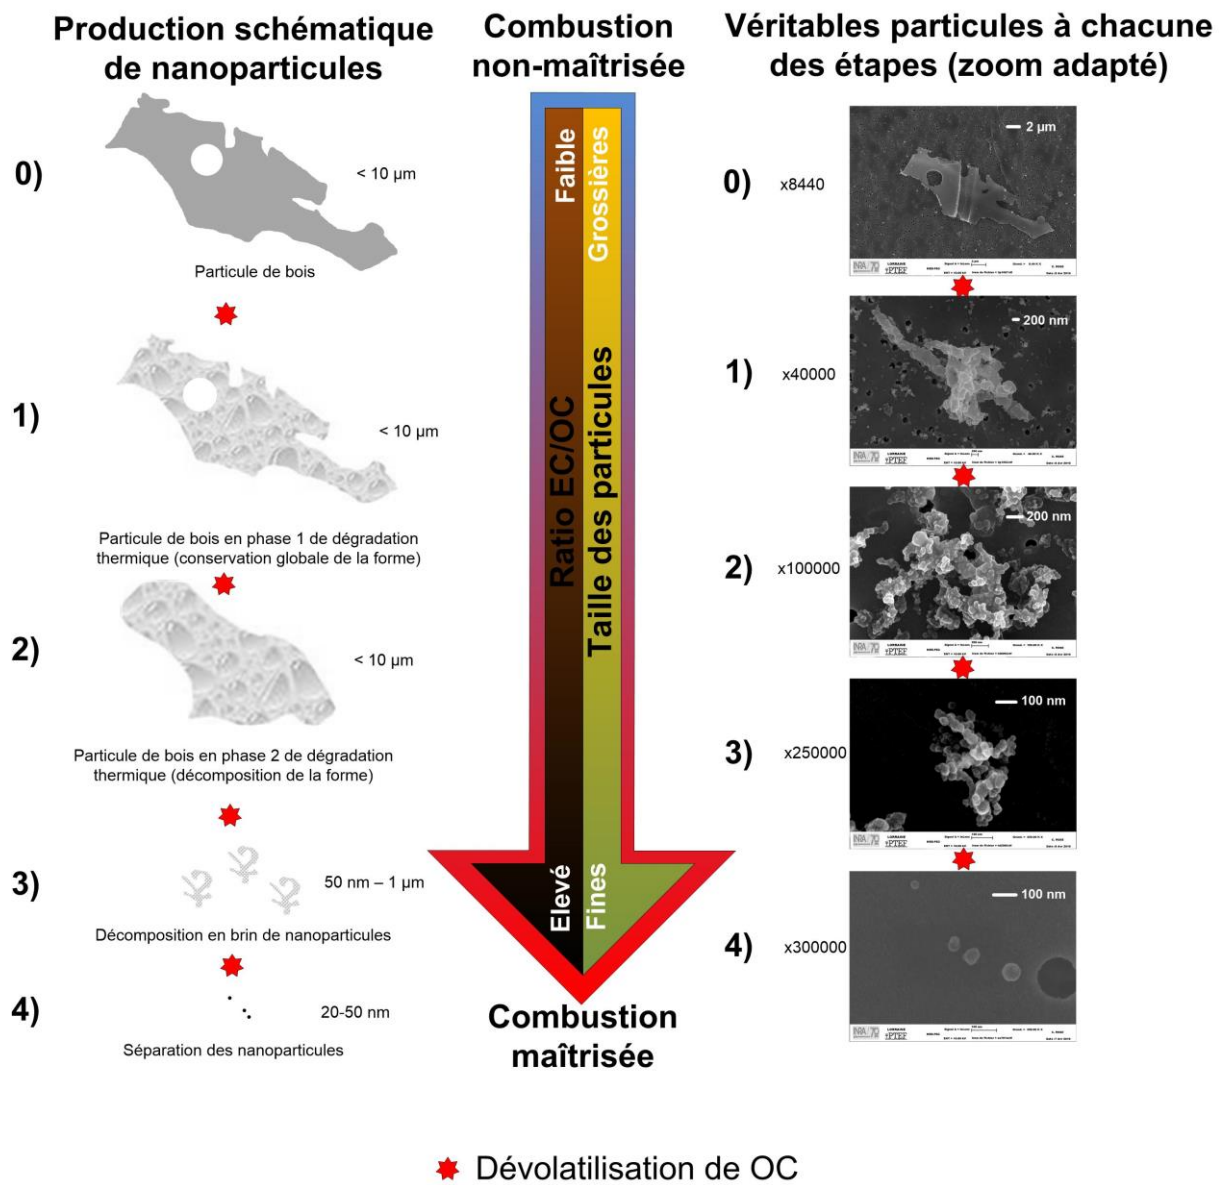 Production schématique
de nanoparticules
Combustion
non-maîtrisée
Véritables particules à chacune
des étapes (zoom adapté)
0)
< 10 µm
Particule de bois
1)
< 10 µm
Particule de bois en phase 1 de dégradation
thermique (conservation globale de la forme)
2)
< 10 µm
Particule de bois en phase 2 de dégradation
thermique (décomposition de la forme)
3)
50 nm – 1 µm
Décomposition en brin de nanoparticules
4)
20-50 nm
Séparation des nanoparticules
Faible
Ratio EC/OC
Elevé
Grossières
Taille des particules
Fines
Combustion
maîtrisée
0)
x8440
2 µm
1)
x40000
200 nm
2)
x100000
200 nm
3)
x250000
100 nm
4)
x300000
100 nm
Dévolatilisation de OC